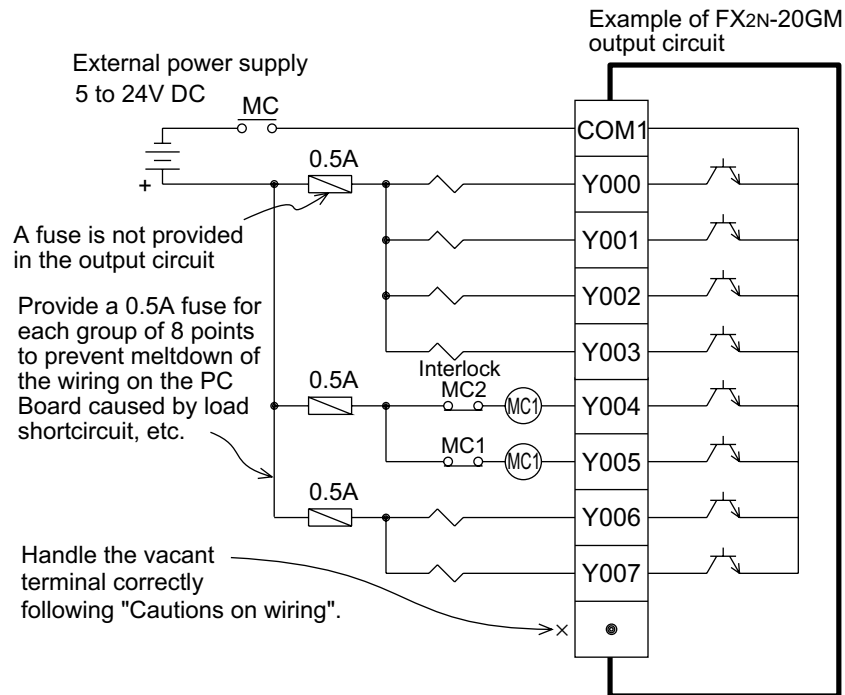 Example of FX2N-20GM
output circuit
External power supply
5 to 24V DC
MC
COM1
+
0.5A
Y000
A fuse is not provided
in the output circuit
Y001
Provide a 0.5A fuse for
each group of 8 points
to prevent meltdown of
the wiring on the PC
Board caused by load
shortcircuit, etc.
Y002
Y003
0.5A
Interlock
MC2
MC1
Y004
MC1
MC1
Y005
0.5A
Y006
Handle the vacant
terminal correctly
following "Cautions on wiring".
Y007
×